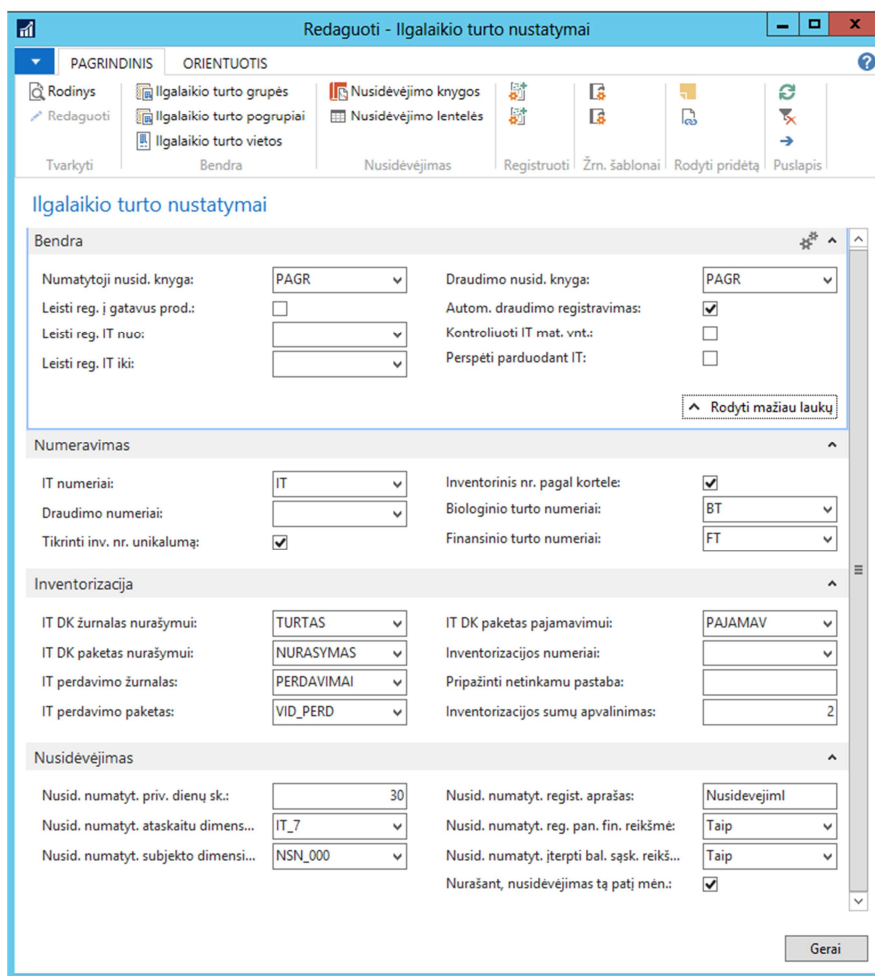 Redaguoti - Ilgalaikio turto nustatymai
PAGRINDINIS ORIENTUOTIS
Rodinys Ilgalaikio turto grupės Nusidėvėjimo knygos
Redaguoti Ilgalaikio turto pogrupiai Nusidėvėjimo lentelės
Ilgalaikio turto vietos
Tvarkyti Bendra Nusidėvėjimas Registruoti Žrn. šablonai Rodyti pridėtą Puslapis
Ilgalaikio turto nustatymai
Bendra
Numatytoji nusid. knyga: PAGR Draudimo nusid. knyga: PAGR
Leisti reg. į gatavus prod.: Autom. draudimo registravimas:
Leisti reg. IT nuo: Kontroliuoti IT mat. vnt.:
Leisti reg. IT iki: Perspėti parduodant IT:
Rodyti mažiau laukų
Numeravimas
IT numeriai: IT Inventorinis nr. pagal kortele:
Draudimo numeriai: Biologinio turto numeriai: BT
Tikrinti inv. nr. unikalumą: Finansinio turto numeriai: FT
Inventorizacija
IT DK žurnalas nurašymui: TURTAS IT DK paketas pajamavimui: PAJAMAV
IT DK paketas nurašymui: NURASYMAS Inventorizacijos numeriai:
IT perdavimo žurnalas: PERDAVIMAI Pripažinti netinkamu pastaba:
IT perdavimo paketas: VID_PERD Inventorizacijos sumų apvalinimas: 2
Nusidėvėjimas
Nusid. numatyt. priv. dienų sk.: 30 Nusid. numatyt. regist. aprašas: NusidevejimI
Nusid. numatyt. ataskaitu dimens... IT_7 Nusid. numatyt. reg. pan. fin. reikšmė: Taip
Nusid. numatyt. subjekto dimensi... NSN_000 Nusid. numatyt. įterpti bal. sąsk. reikš... Taip
Nurašant, nusidėvėjimas tą patį mėn.:
Gerai